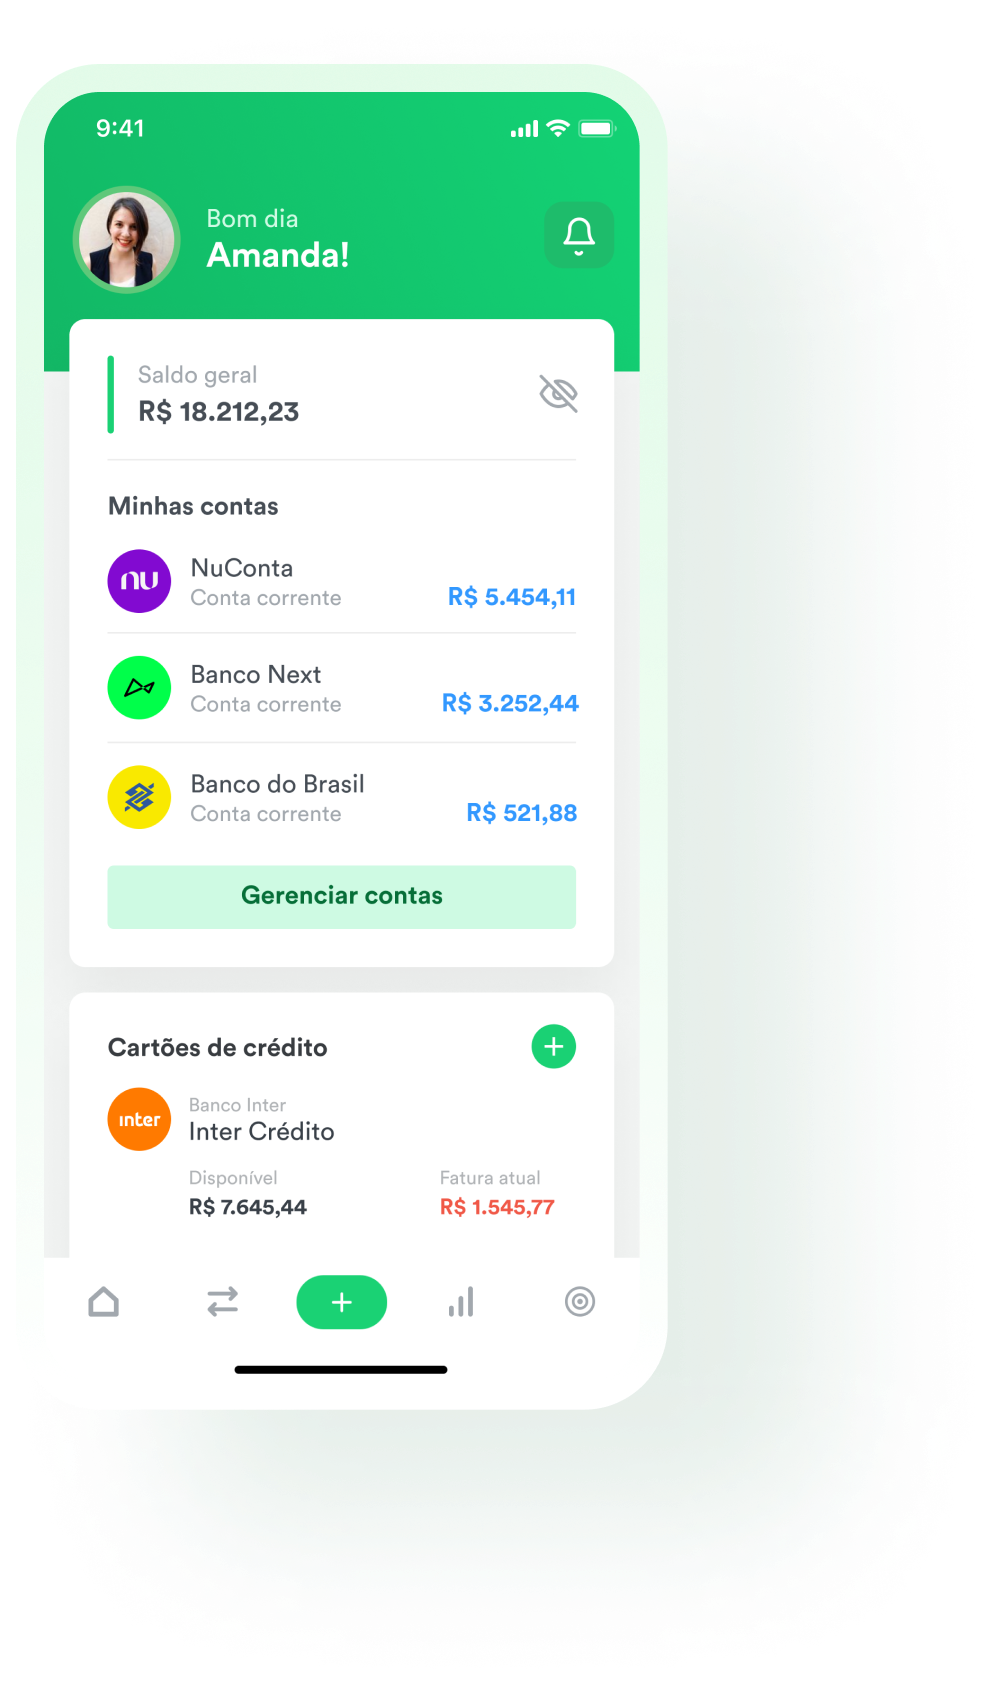 9:41
Bom dia
Amanda!
Saldo geral
R$ 18.212,23
Minhas contas
nu
NuConta
Conta corrente
R$ 5.454,11
Banco Next
Conta corrente
R$ 3.252,44
Banco do Brasil
Conta corrente
R$ 521,88
Gerenciar contas
Cartões de crédito
inter
Banco Inter
Inter Crédito
Disponível
Fatura atual
R$ 7.645,44
R$ 1.545,77